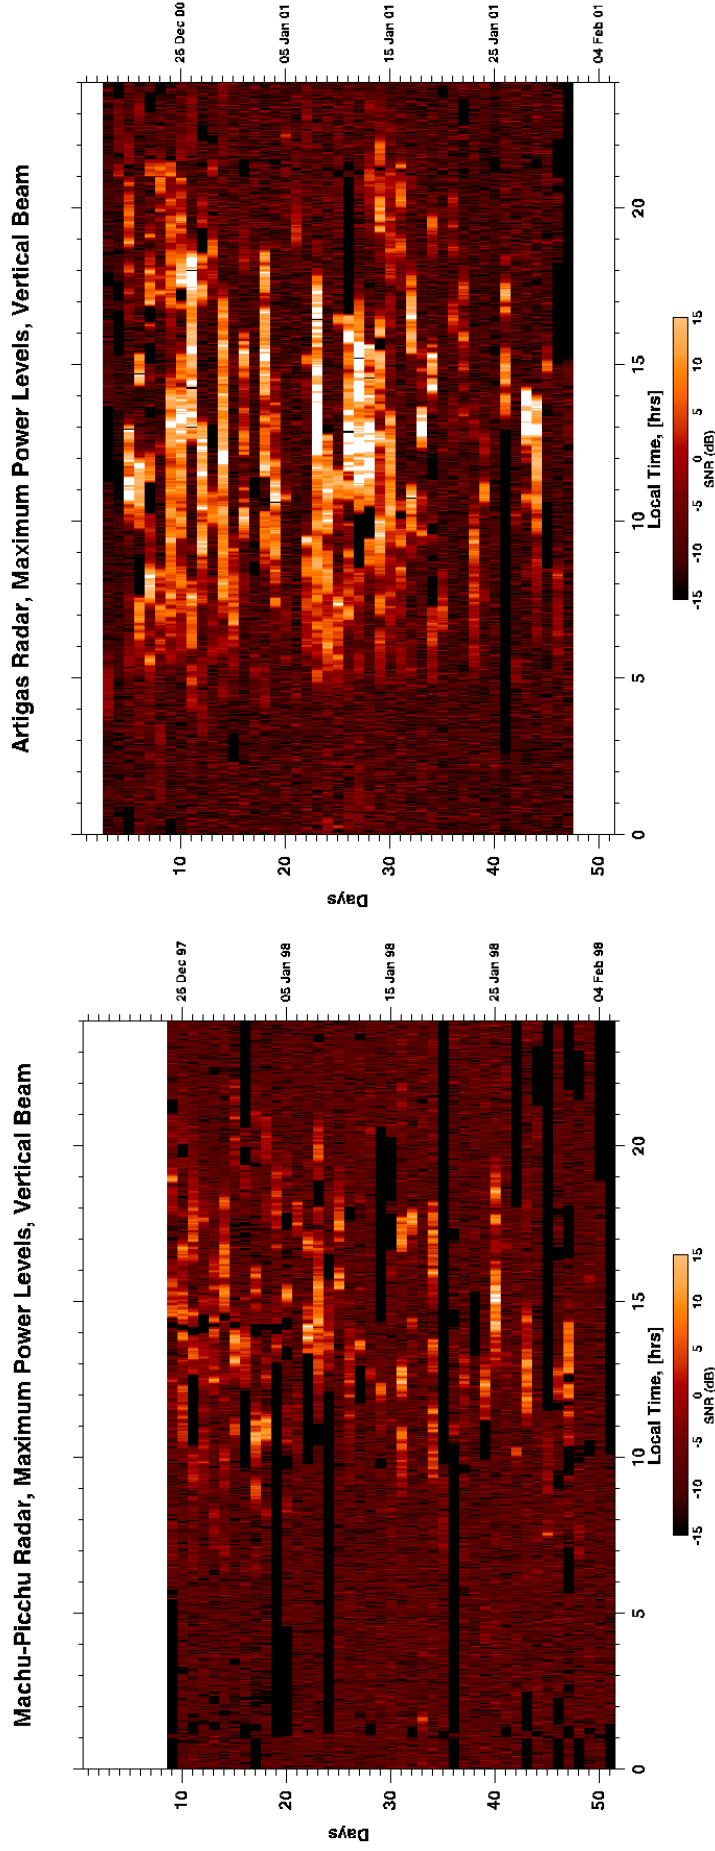 Machu-Picchu Radar, Maximum Power Levels, Vertical Beam
Days
10
20
30
40
50
26 Dec 97
05 Jan 98
15 Jan 98
25 Jan 98
04 Feb 98
0
5
10
15
20
Local Time, [hrs]
-15
-10
-5
0
5
10
15
SNR (dB)
Artigas Radar, Maximum Power Levels, Vertical Beam
Days
10
20
30
40
50
26 Dec 00
05 Jan 01
15 Jan 01
25 Jan 01
04 Feb 01
0
5
10
15
20
Local Time, [hrs]
-15
-10
-5
0
5
10
15
SNR (dB)